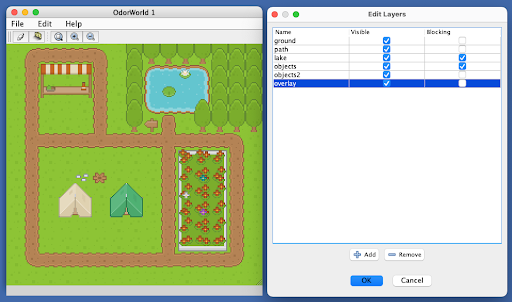 OdorWorld 1
File Edit Help
Edit Layers
Name Visible Blocking
ground
path
lake
objects
objects2
overlay
Add Remove
OK Cancel